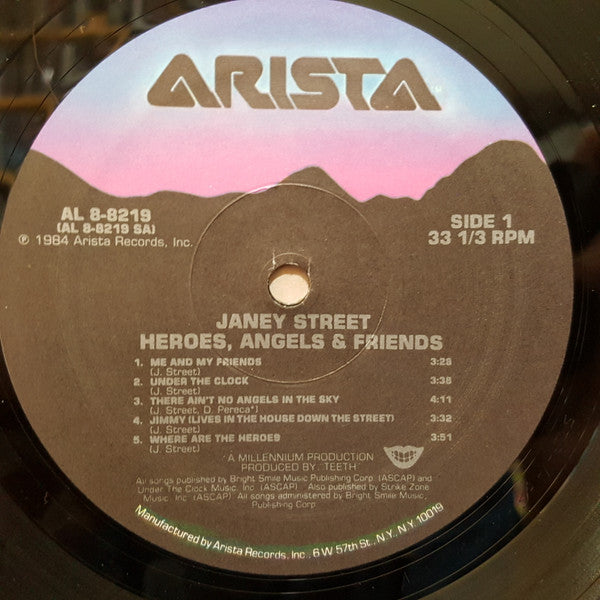 ARISTA
AL 8-8219
(AL 8-8219 SA)
℗ 1984 Arista Records, Inc.
SIDE 1
33 1/3 RPM
JANEY STREET
HEROES, ANGELS & FRIENDS
1. ME AND MY FRIENDS 3:28
(J. Street)
2. UNDER THE CLOCK 3:38
(J. Street)
3. THERE AIN'T NO ANGELS IN THE SKY 4:11
(J. Street, D. Pereca*)
4. JIMMY (LIVES IN THE HOUSE DOWN THE STREET) 3:32
(J. Street)
5. WHERE ARE THE HEROES 3:51
(J. Street)
A MILLENNIUM PRODUCTION
PRODUCED BY: TEETH
All songs published by Bright Smile Music Publishing Corp. (ASCAP) and
Under The Clock Music, Inc. (ASCAP). *Also published by Strike Zone
Music, Inc. (ASCAP). All songs administered by Bright Smile Music
Publishing Corp.
Manufactured by Arista Records, Inc., 6 W. 57th St., N.Y., N.Y. 10019